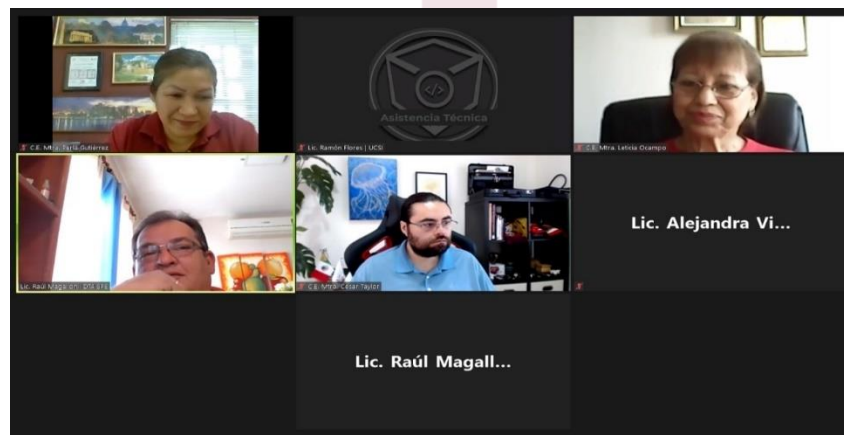 Asistencia Técnica
C.E. Mtra. Tania Gutiérrez
Lic. Ramón Flores | UCSI
C.E. Mtra. Leticia Ocampo
Lic. Raúl Magallón
C.E. Mtro. César Taylor
Lic. Alejandra Vi...
Lic. Raúl Magall...